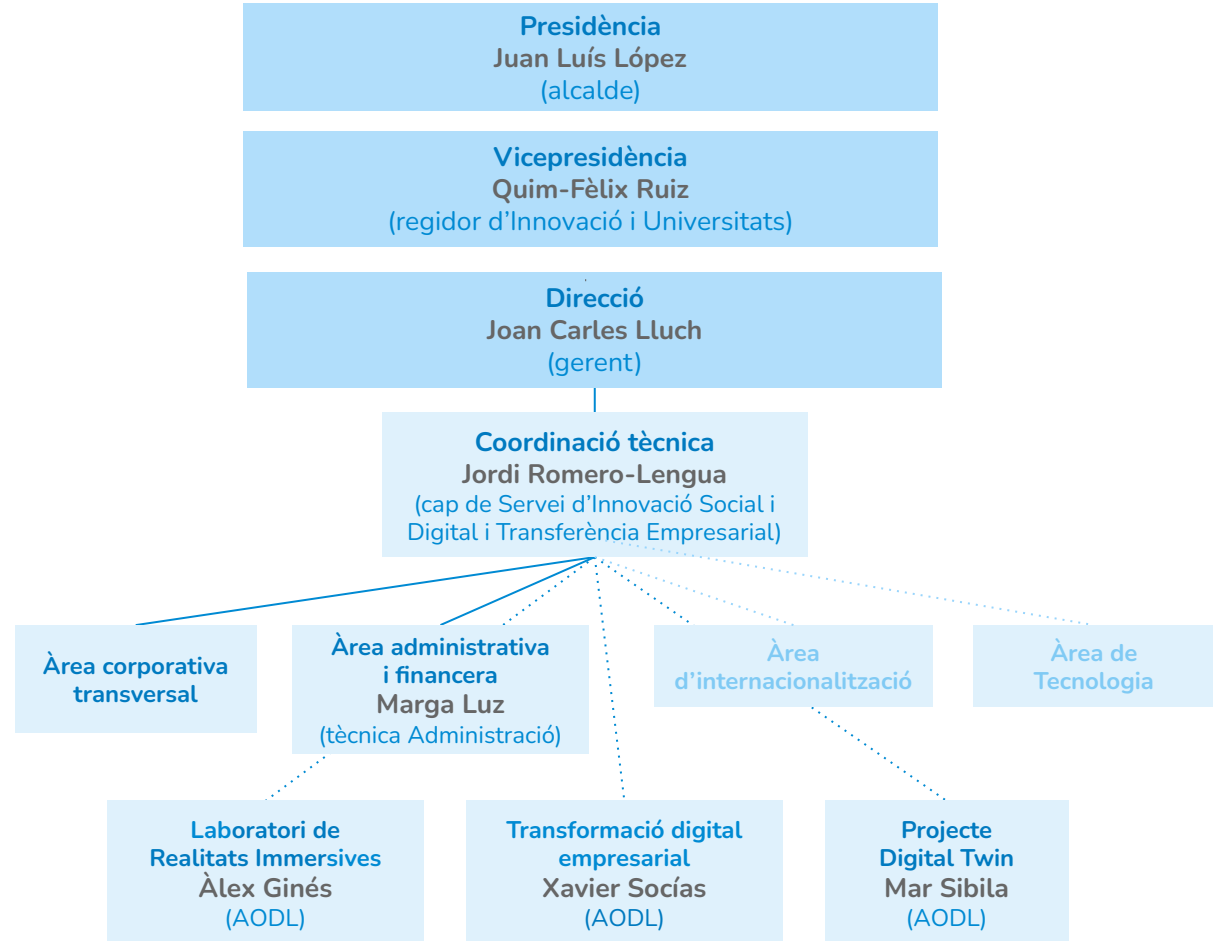 Presidència
Juan Luís López
(alcalde)
Vicepresidència
Quim-Fèlix Ruiz
(regidor d'Innovació i Universitats)
Direcció
Joan Carles Lluch
(gerent)
Coordinació tècnica
Jordi Romero-Lengua
(cap de Servei d'Innovació Social i
Digital i Transferència Empresarial)
Àrea corporativa
transversal
Àrea administrativa
i financera
Marga Luz
(tècnica Administració)
Àrea
d'internacionalització
Àrea de
Tecnologia
Laboratori de
Realitats Immersives
Àlex Ginés
(AODL)
Transformació digital
empresarial
Xavier Socías
(AODL)
Projecte
Digital Twin
Mar Sibila
(AODL)